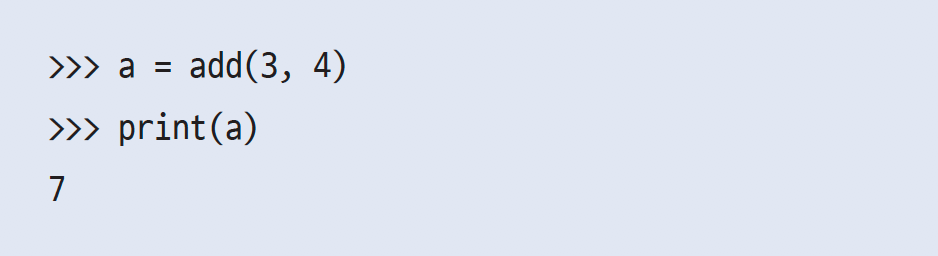 >>> a = add(3, 4)
>>> print(a)
7